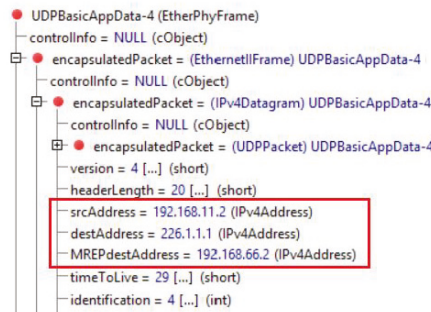 UDPBasicAppData-4 (EtherPhyFrame)
controlInfo = NULL (cObject)
encapsulatedPacket = (EthernetIIFrame) UDPBasicAppData-4
controlInfo = NULL (cObject)
encapsulatedPacket = (IPv4Datagram) UDPBasicAppData-4
controlInfo = NULL (cObject)
encapsulatedPacket = (UDPPacket) UDPBasicAppData-4
version = 4 [...] (short)
headerLength = 20 [...] (short)
srcAddress = 192.168.11.2 (IPv4Address)
destAddress = 226.1.1.1 (IPv4Address)
MREPdestAddress = 192.168.66.2 (IPv4Address)
timeToLive = 29 [...] (short)
identification = 4 [...] (int)